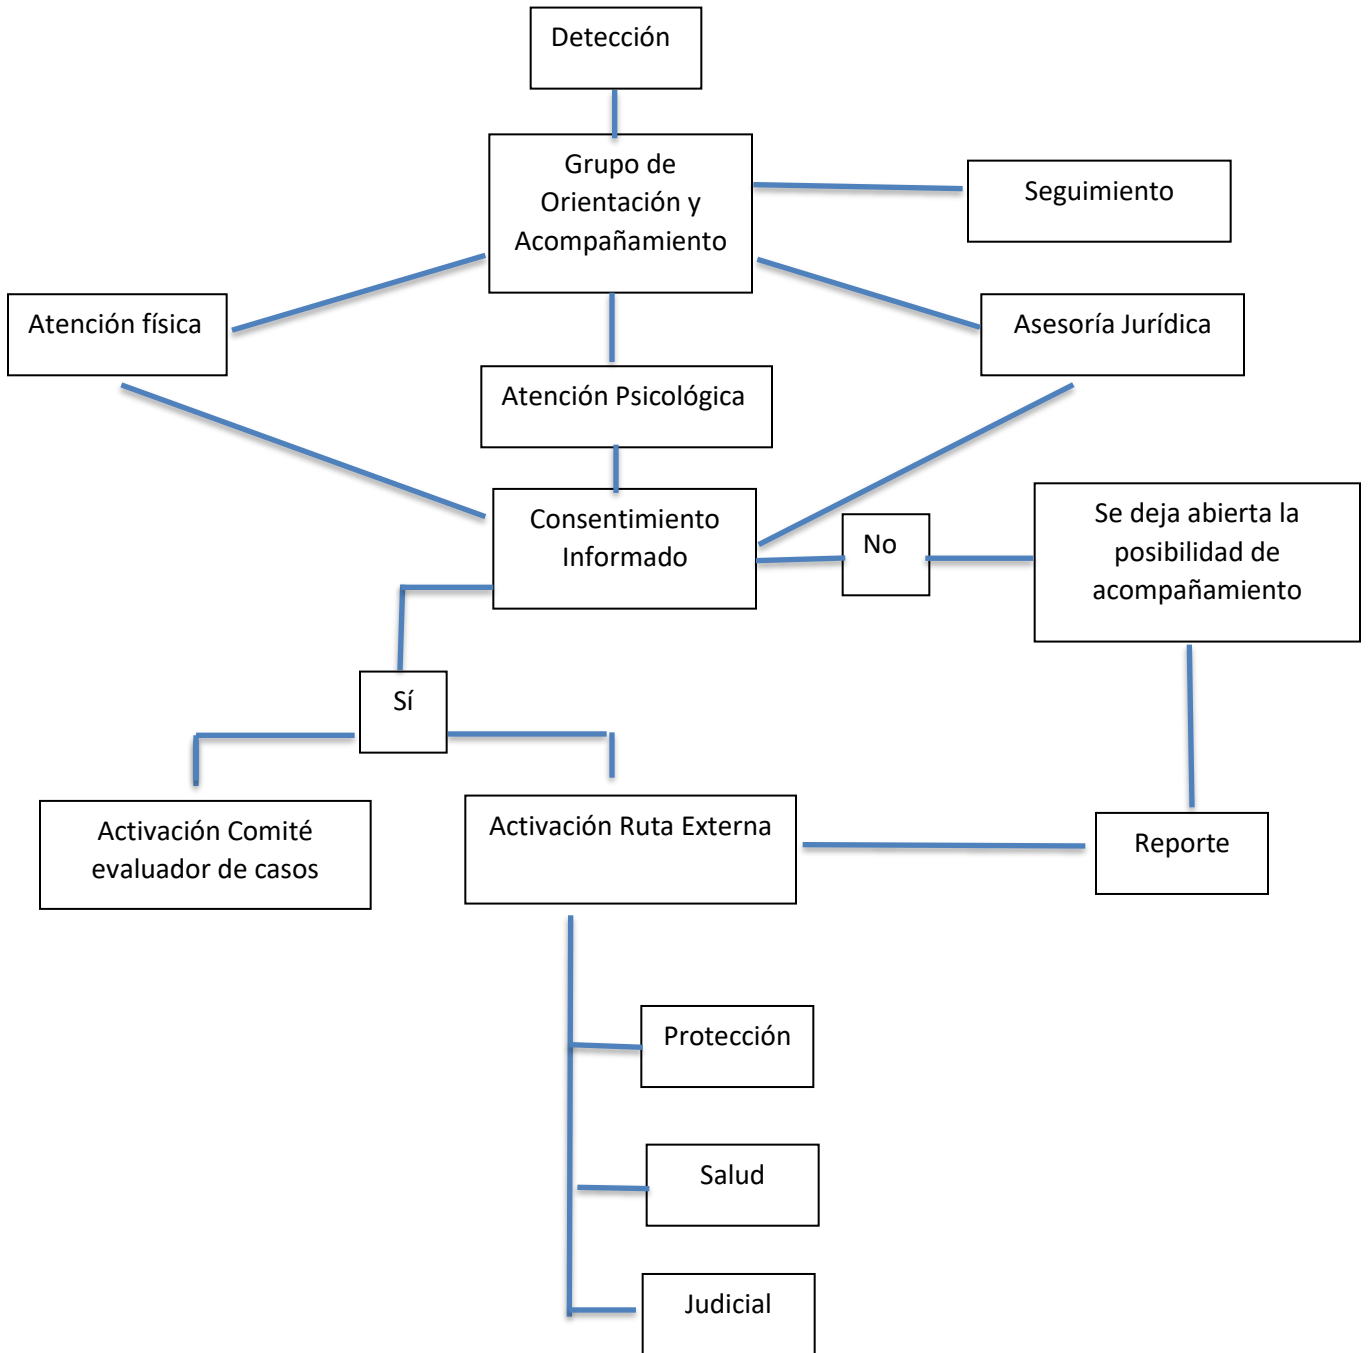 Detección
Grupo de
Orientación y
Acompañamiento
Seguimiento
Atención física
Asesoría Jurídica
Atención Psicológica
Consentimiento
Informado
No
Se deja abierta la
posibilidad de
acompañamiento
Sí
Activación Comité
evaluador de casos
Activación Ruta Externa
Reporte
Protección
Salud
Judicial